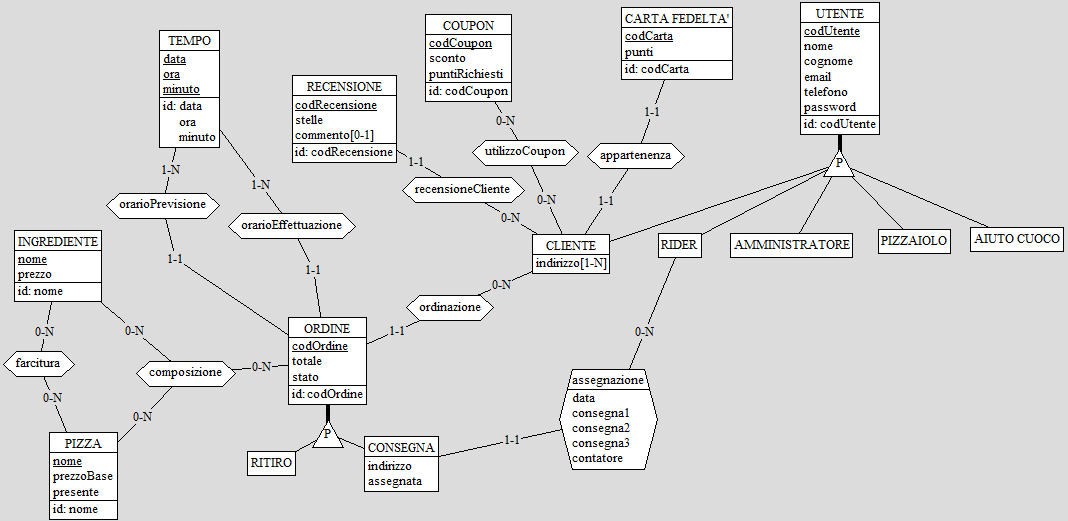 TEMPO
data
ora
minuto
id: data
ora
minuto
COUPON
codCoupon
sconto
puntiRichiesti
id: codCoupon
CARTA FEDELTA'
codCarta
punti
id: codCarta
UTENTE
codUtente
nome
cognome
email
telefono
password
id: codUtente
RECENSIONE
codRecensione
stelle
commento[0-1]
id: codRecensione
0-N
1-1
utilizzoCoupon
appartenenza
P
1-N
1-N
1-1
recensioneCliente
0-N
0-N
1-1
orarioPrevisione
orarioEffettuazione
INGREDIENTE
nome
prezzo
id: nome
CLIENTE
indirizzo[1-N]
RIDER
AMMINISTRATORE
PIZZAIOLO
AIUTO CUOCO
1-1
1-1
0-N
ordinazione
1-1
ORDINE
codOrdine
totale
stato
id: codOrdine
0-N
0-N
0-N
farcitura
composizione
0-N
0-N
0-N
assegnazione
data
consegna1
consegna2
consegna3
contatore
P
PIZZA
nome
prezzoBase
presente
id: nome
RITIRO
CONSEGNA
indirizzo
assegnata
1-1